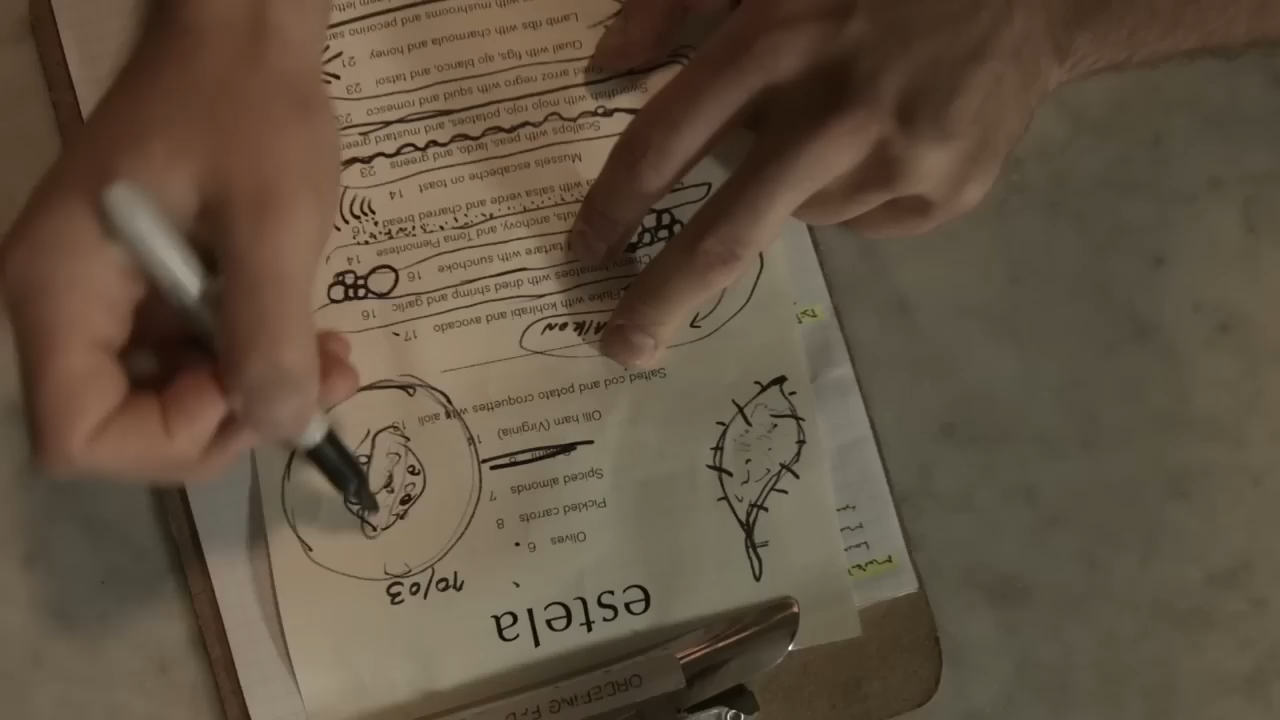 estela
10/03
Olives 6
Pickled carrots 8
Spiced almonds 7
Olli ham (Virginia)
Salted cod and potato croquettes with aioli
Fluke with kohlrabi and avocado 17
Cherry tomatoes with dried shrimp and garlic 16
tartare with sunchoke 16
anchovy, and Toma Piemontese 14
with salsa verde and charred bread 16
Mussels escabeche on toast 14
Scallops with peas, lardo, and greens 23
Swordfish with mojo rojo, potatoes, and mustard
Fried arroz negro with squid and romesco
Quail with figs, ajo blanco, and tatsoi 23
Lamb ribs with charmoula and honey 21
with mushrooms and pecorino